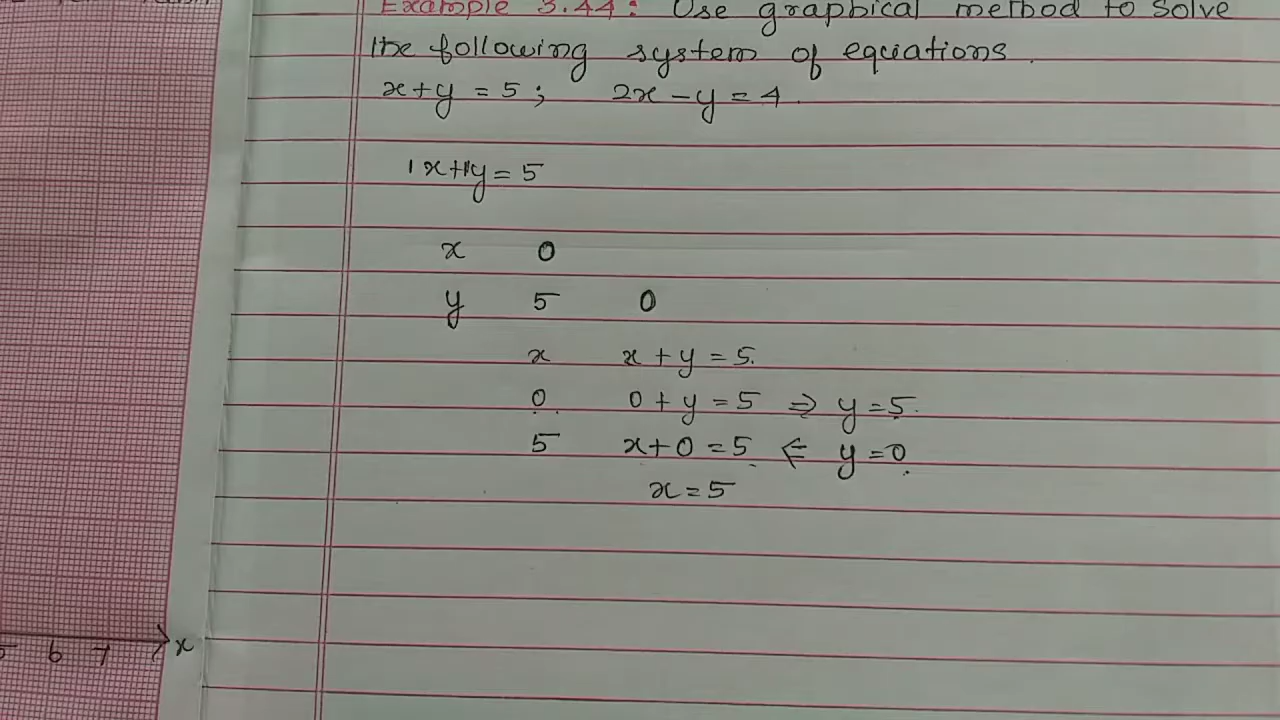 Example 3.44: Use graphical method to solve
the following system of equations.
x+y = 5; 2x - y = 4.
1x+1y = 5
x 0
y 5 0
x x + y = 5.
0. 0 + y = 5 ⇒ y = 5.
5 x + 0 = 5. ⇐ y = 0.
x = 5
6 7 x